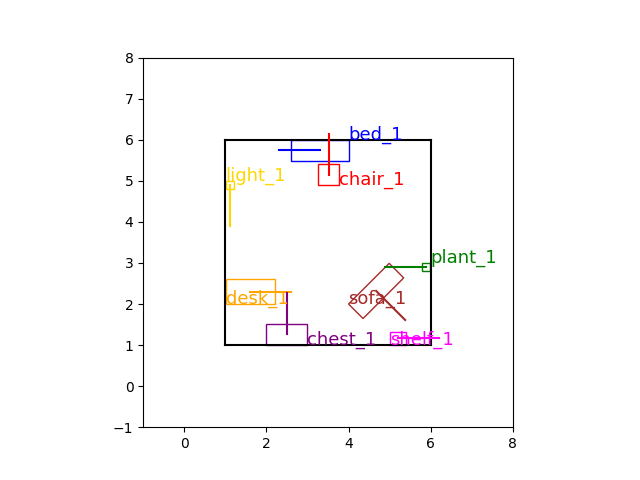 8
7
6
5
4
3
2
1
0
−1
0 2 4 6 8
bed_1
light_1
chair_1
plant_1
desk_1
sofa_1
chest_1
shelf_1